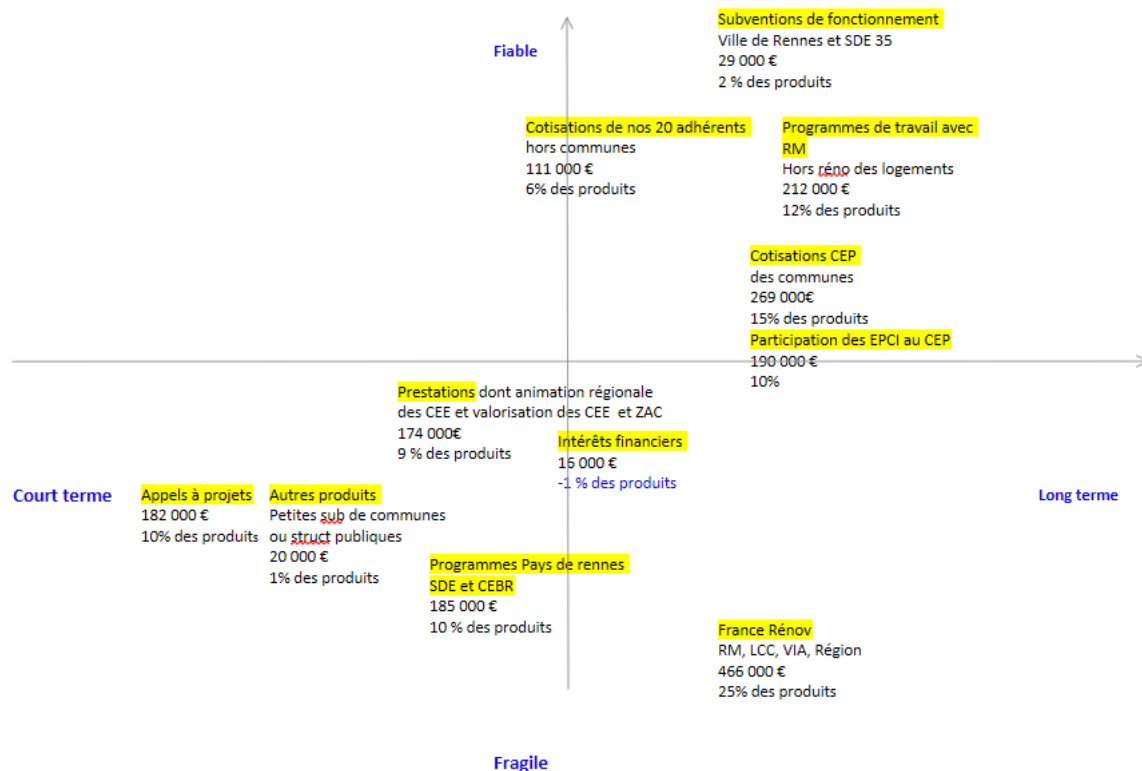 Subventions de fonctionnement
Ville de Rennes et SDE 35
29 000 €
2 % des produits
Fiable
Cotisations de nos 20 adhérents
hors communes
111 000 €
6% des produits
Programmes de travail avec
RM
Hors réno des logements
212 000 €
12% des produits
Cotisations CEP
des communes
269 000€
15% des produits
Participation des EPCI au CEP
190 000 €
10%
Prestations dont animation régionale
des CEE et valorisation des CEE et ZAC
174 000€
9 % des produits
Intérêts financiers
16 000 €
-1 % des produits
Court terme
Appels à projets
182 000 €
10% des produits
Autres produits
Petites sub de communes
ou struct publiques
20 000 €
1% des produits
Long terme
Programmes Pays de rennes
SDE et CEBR
185 000 €
10 % des produits
France Rénov
RM, LCC, VIA, Région
466 000 €
25% des produits
Fragile